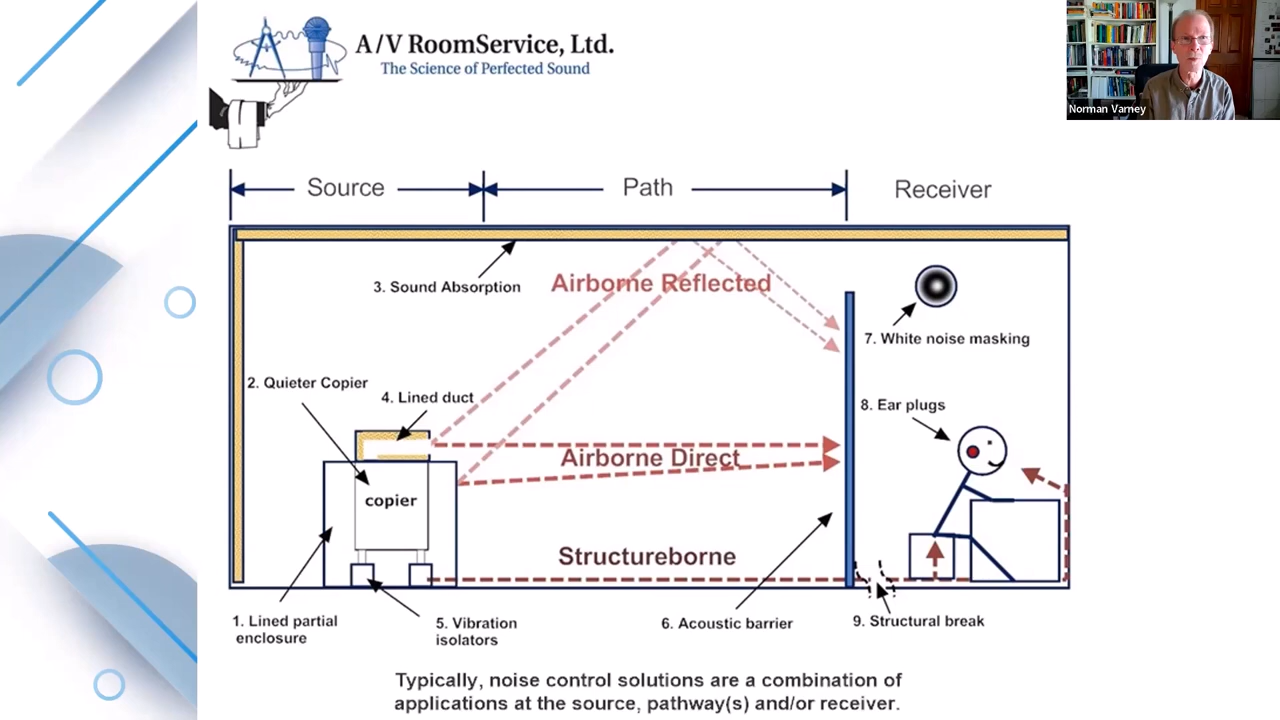 A/V RoomService, Ltd.
The Science of Perfected Sound
Norman Varney
Source
Path
Receiver
3. Sound Absorption
Airborne Reflected
7. White noise masking
2. Quieter Copier
4. Lined duct
8. Ear plugs
Airborne Direct
copier
Structureborne
1. Lined partial
enclosure
5. Vibration
isolators
6. Acoustic barrier
9. Structural break
Typically, noise control solutions are a combination of
applications at the source, pathway(s) and/or receiver.